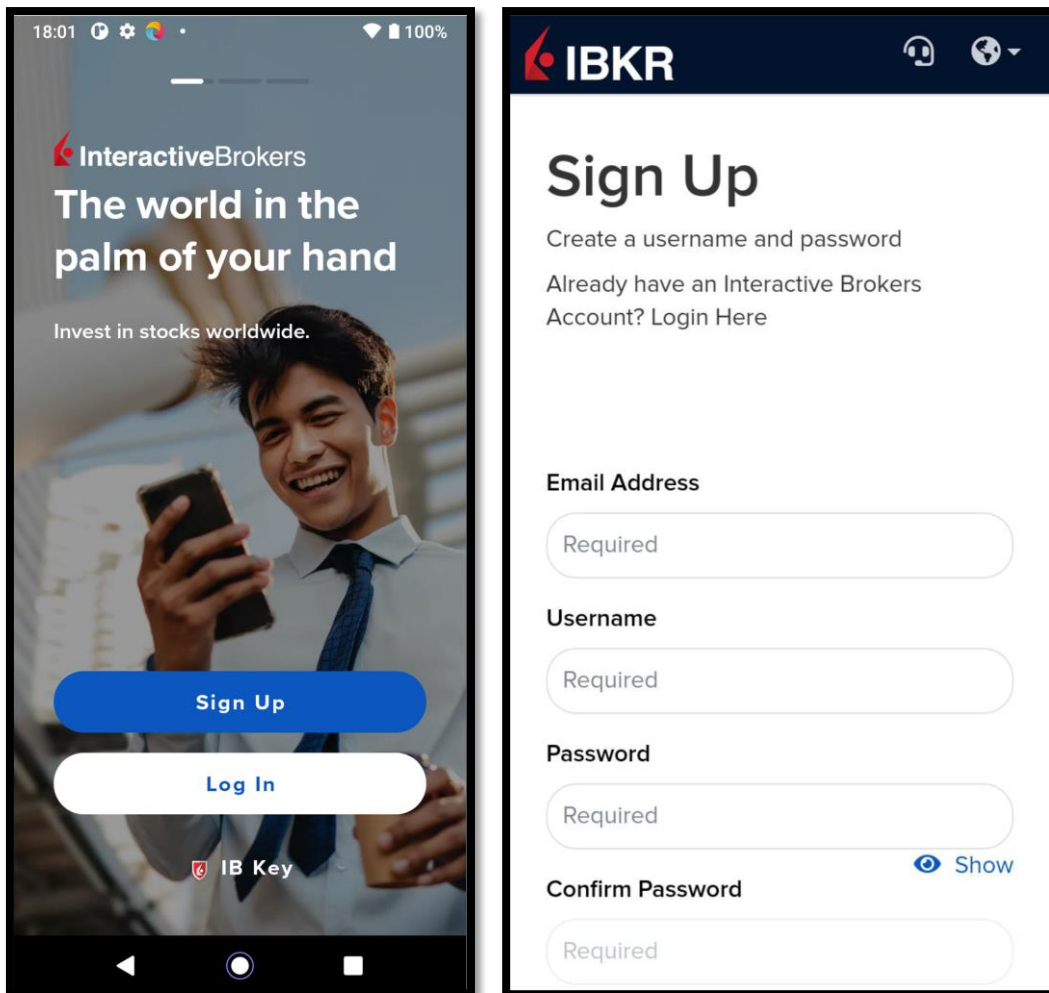 18:01
100%
InteractiveBrokers
The world in the
palm of your hand
Invest in stocks worldwide.
Sign Up
Log In
IB Key
IBKR
Sign Up
Create a username and password
Already have an Interactive Brokers
Account? Login Here
Email Address
Required
Username
Required
Password
Required
Show
Confirm Password
Required